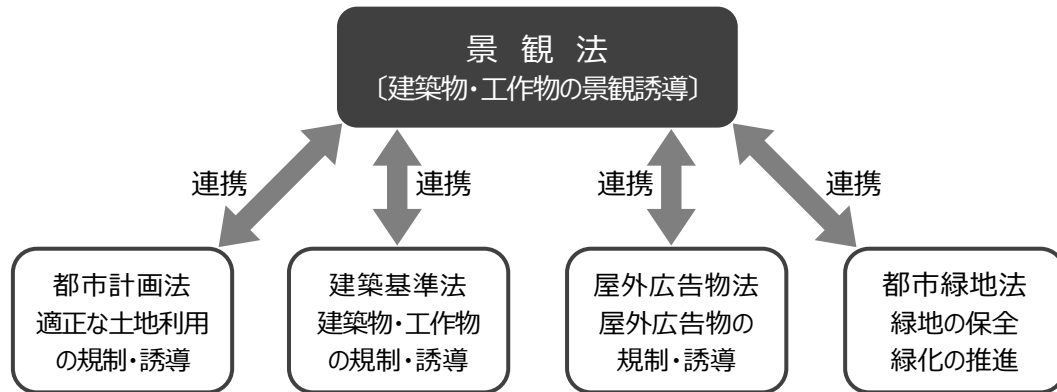 景観法
〔建築物・工作物の景観誘導〕
連携
連携
連携
連携
都市計画法
適正な土地利用
の規制・誘導
建築基準法
建築物・工作物
の規制・誘導
屋外広告物法
屋外広告物の
規制・誘導
都市緑地法
緑地の保全
緑化の推進